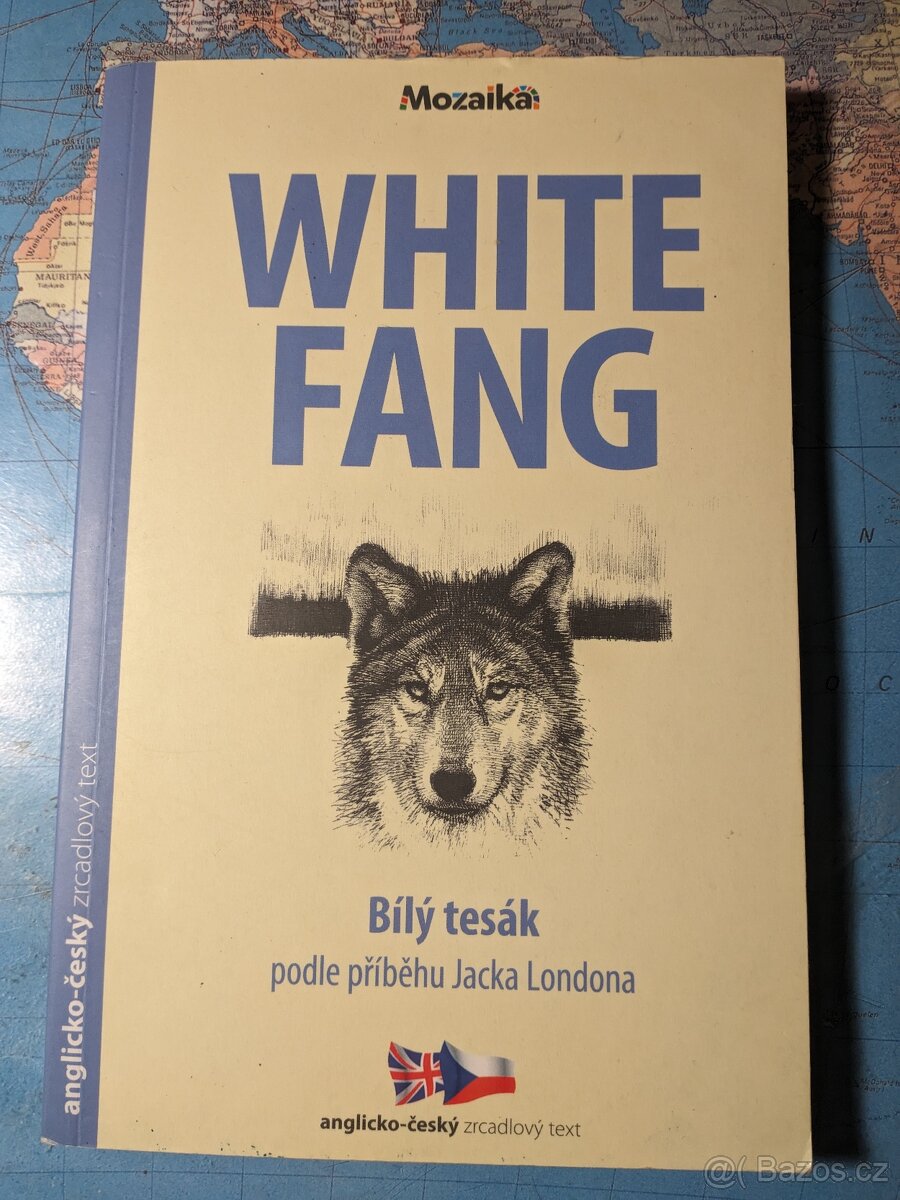 Mozaika
WHITE
FANG
Bílý tesák
podle příběhu Jacka Londona
anglicko-český zrcadlový text
anglicko-český zrcadlový text
MAURITAN
@( Bazos.cz